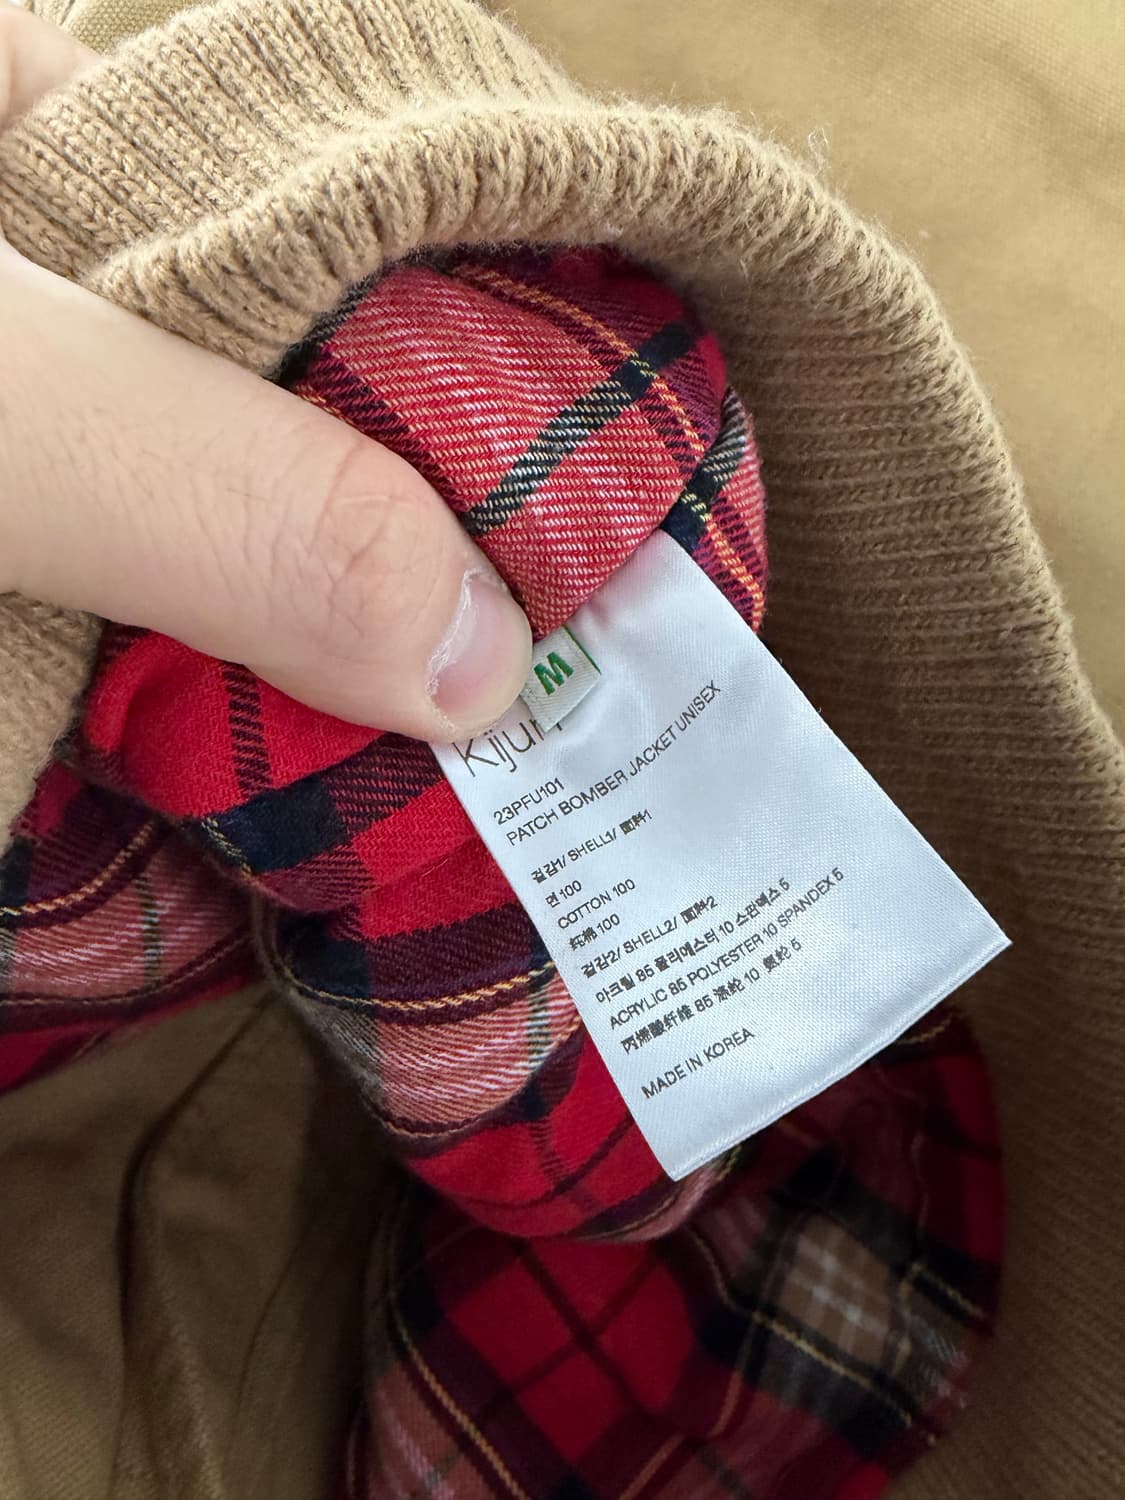 M
kijun
23PFU101
PATCH BOMBER JACKET UNISEX
겉감1/ SHELL1/ 面料1
면 100
COTTON 100
纯棉 100
겉감2/ SHELL2/ 面料2
아크릴 85 폴리에스터 10 스판덱스 5
ACRYLIC 85 POLYESTER 10 SPANDEX 5
丙烯酸纤维 85 涤纶 10 氨纶 5
MADE IN KOREA